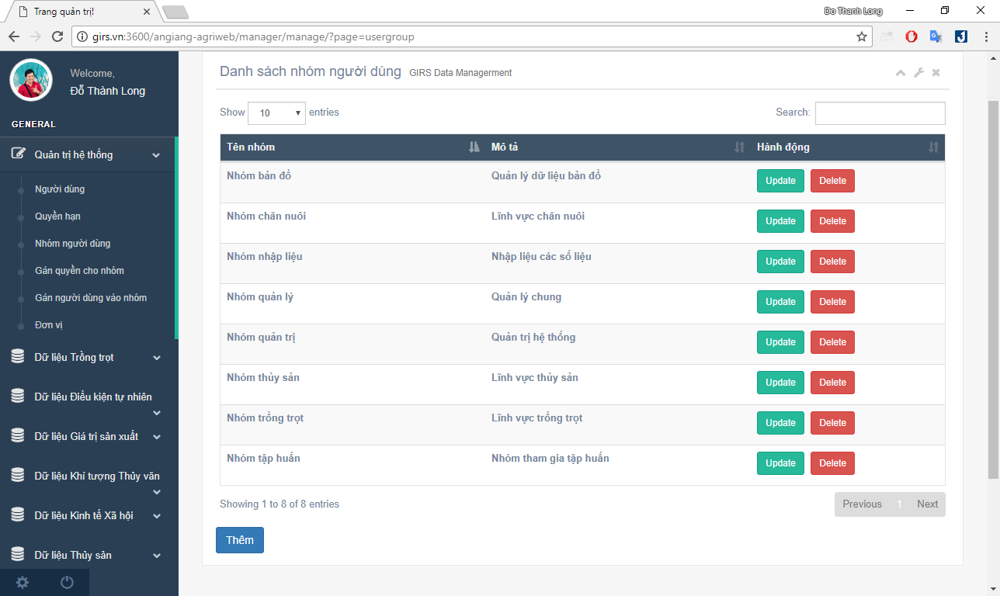 Trang quản trị!
Do Thanh Long
girs.vn:3600/angiang-agriweb/manager/manage/?page=usergroup
Welcome,
Đỗ Thành Long
GENERAL
Quản trị hệ thống
Người dùng
Quyền hạn
Nhóm người dùng
Gán quyền cho nhóm
Gán người dùng vào nhóm
Đơn vị
Dữ liệu Trồng trọt
Dữ liệu Điều kiện tự nhiên
Dữ liệu Giá trị sản xuất
Dữ liệu Khí tượng Thủy văn
Dữ liệu Kinh tế Xã hội
Dữ liệu Thủy sản
Danh sách nhóm người dùng GIRS Data Managerment
Show 10 entries
Search:
Tên nhóm Mô tả Hành động
Nhóm bản đồ Quản lý dữ liệu bản đồ Update Delete
Nhóm chăn nuôi Lĩnh vực chăn nuôi Update Delete
Nhóm nhập liệu Nhập liệu các số liệu Update Delete
Nhóm quản lý Quản lý chung Update Delete
Nhóm quản trị Quản trị hệ thống Update Delete
Nhóm thủy sản Lĩnh vực thủy sản Update Delete
Nhóm trồng trọt Lĩnh vực trồng trọt Update Delete
Nhóm tập huấn Nhóm tham gia tập huấn Update Delete
Showing 1 to 8 of 8 entries
Previous 1 Next
Thêm